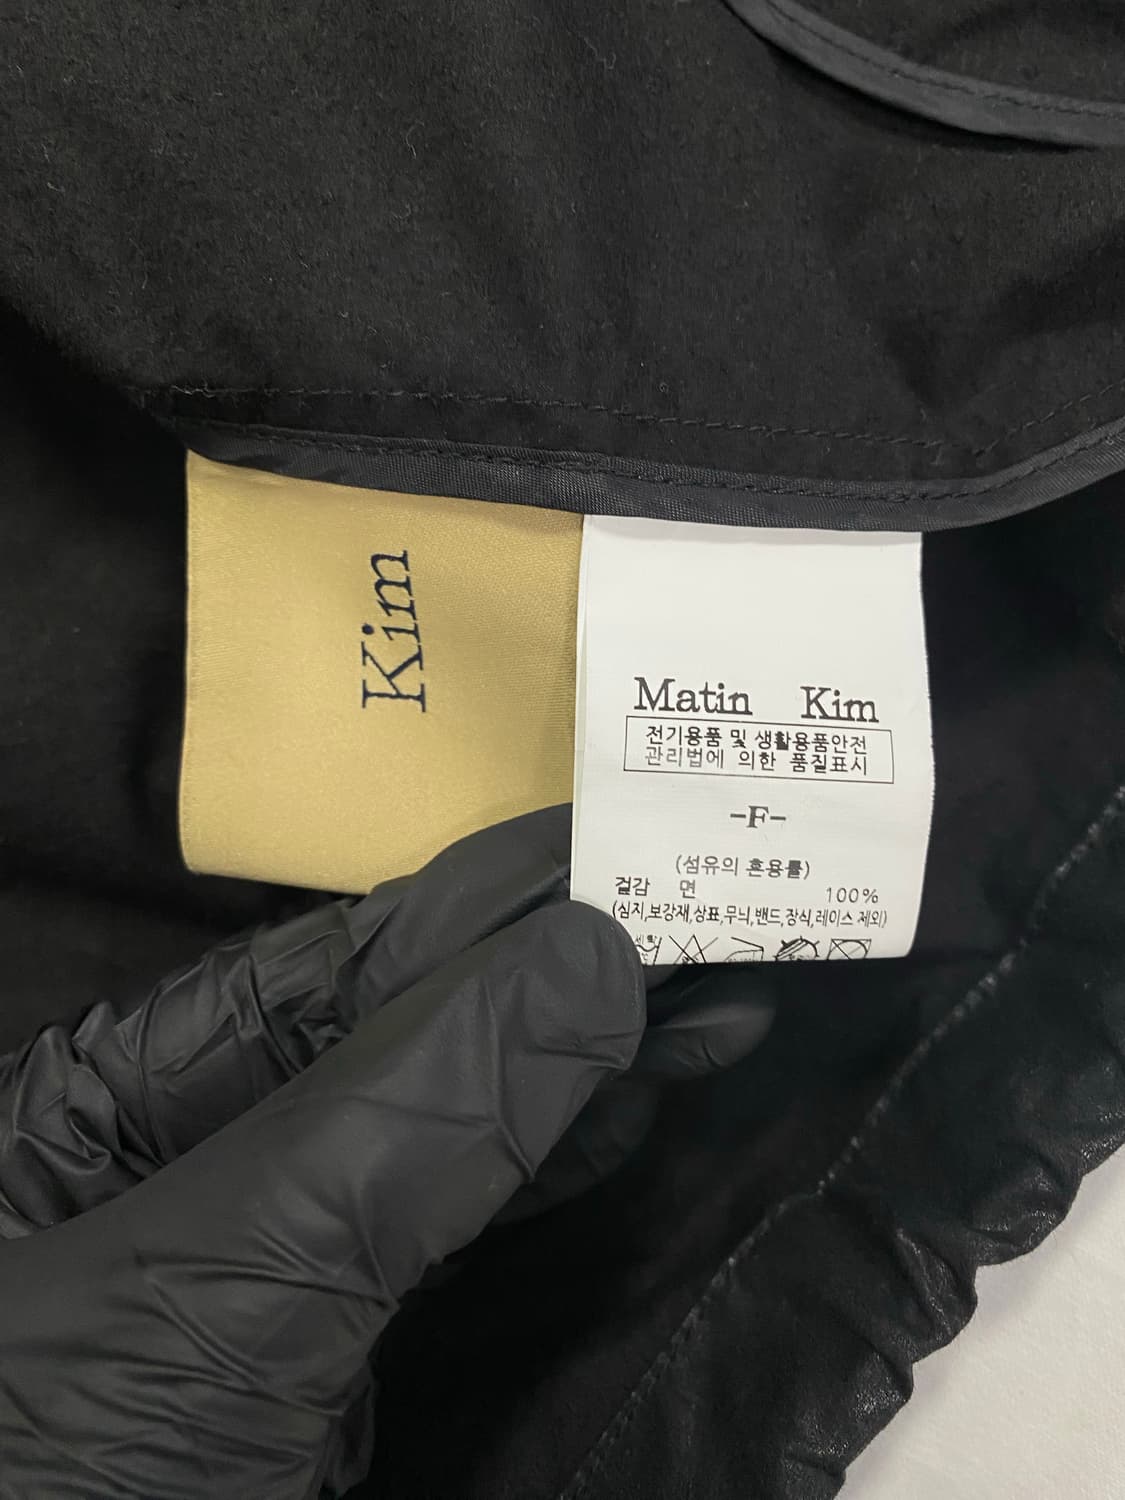 Kim
Matin Kim
전기용품 및 생활용품안전
관리법에 의한 품질표시
-F-
(섬유의 혼용률)
겉감 면 100%
(심지,보강재,상표,무늬,밴드,장식,레이스 제외)